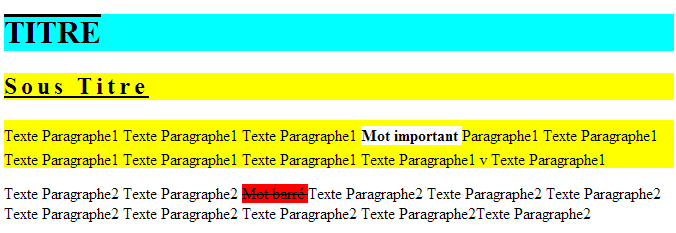 TITRE
Sous Titre
Texte Paragraphe1 Texte Paragraphe1 Texte Paragraphe1 Mot important Paragraphe1 Texte Paragraphe1
Texte Paragraphe1 Texte Paragraphe1 Texte Paragraphe1 Texte Paragraphe1 v Texte Paragraphe1
Texte Paragraphe2 Texte Paragraphe2 Mot barré Texte Paragraphe2 Texte Paragraphe2 Texte Paragraphe2
Texte Paragraphe2 Texte Paragraphe2 Texte Paragraphe2 Texte Paragraphe2Texte Paragraphe2